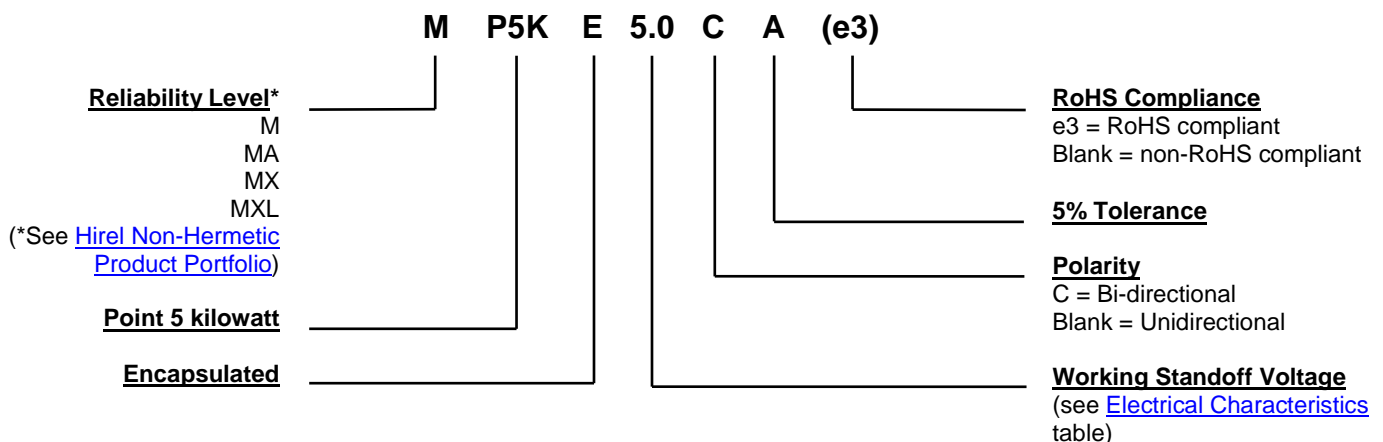 M P5K E 5.0 C A (e3)
Reliability Level*
M
MA
MX
MXL
(*See Hirel Non-Hermetic
Product Portfolio)
Point 5 kilowatt
Encapsulated
RoHS Compliance
e3 = RoHS compliant
Blank = non-RoHS compliant
5% Tolerance
Polarity
C = Bi-directional
Blank = Unidirectional
Working Standoff Voltage
(see Electrical Characteristics
table)